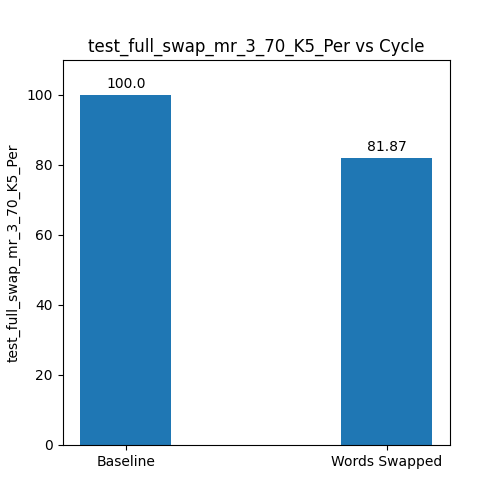 test_full_swap_mr_3_70_K5_Per vs Cycle
100.0
81.87
test_full_swap_mr_3_70_K5_Per
100
80
60
40
20
0
Baseline
Words Swapped